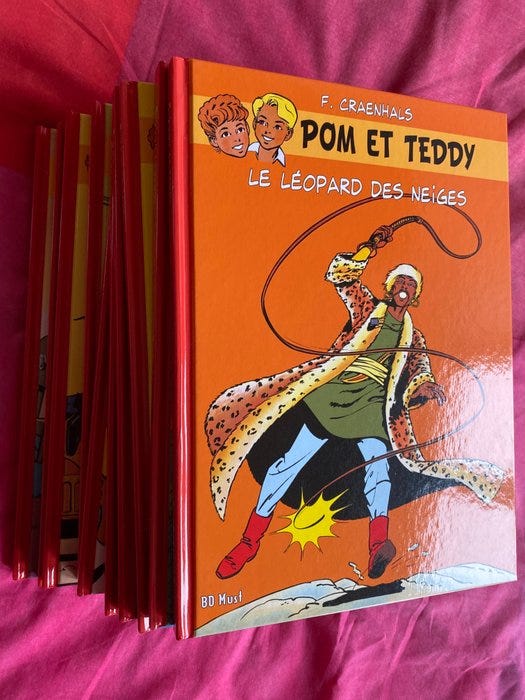 F. CRAENHALS
POM ET TEDDY
LE LÉOPARD DES NEIGES
BD Must